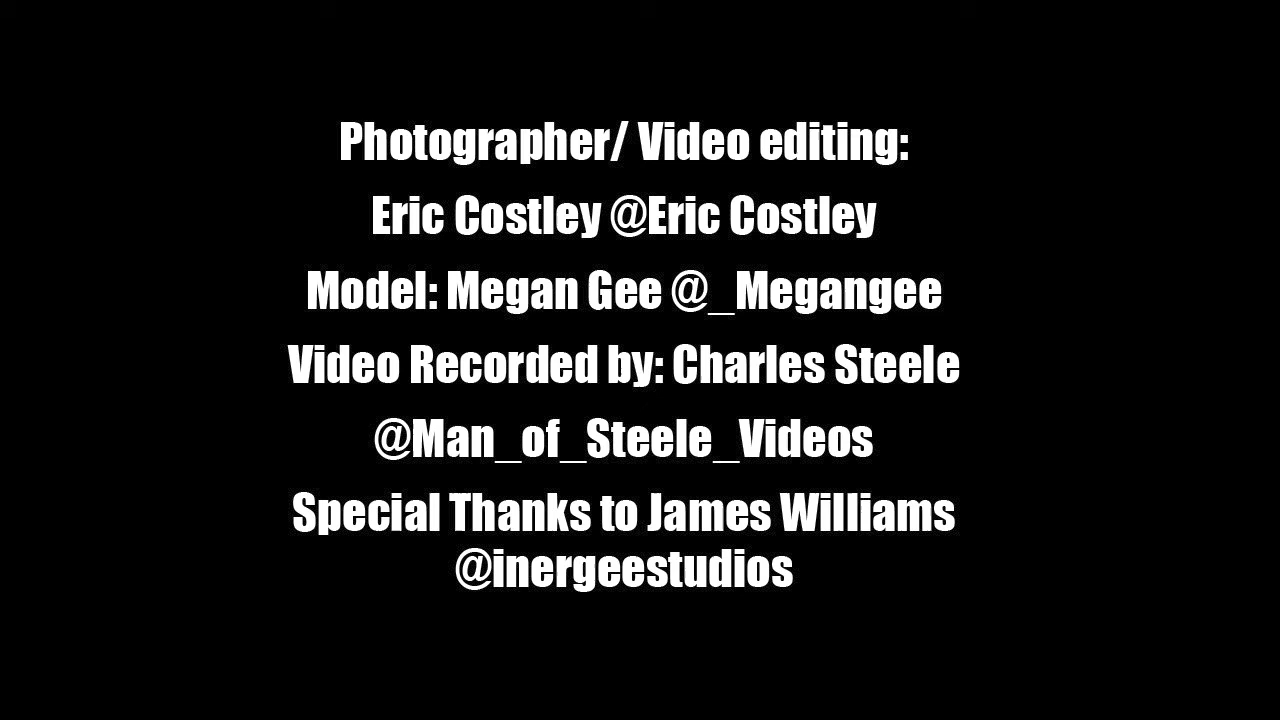 Photographer/ Video editing:
Eric Costley @Eric Costley
Model: Megan Gee @_Megangee
Video Recorded by: Charles Steele
@Man_of_Steele_Videos
Special Thanks to James Williams
@inergeestudios